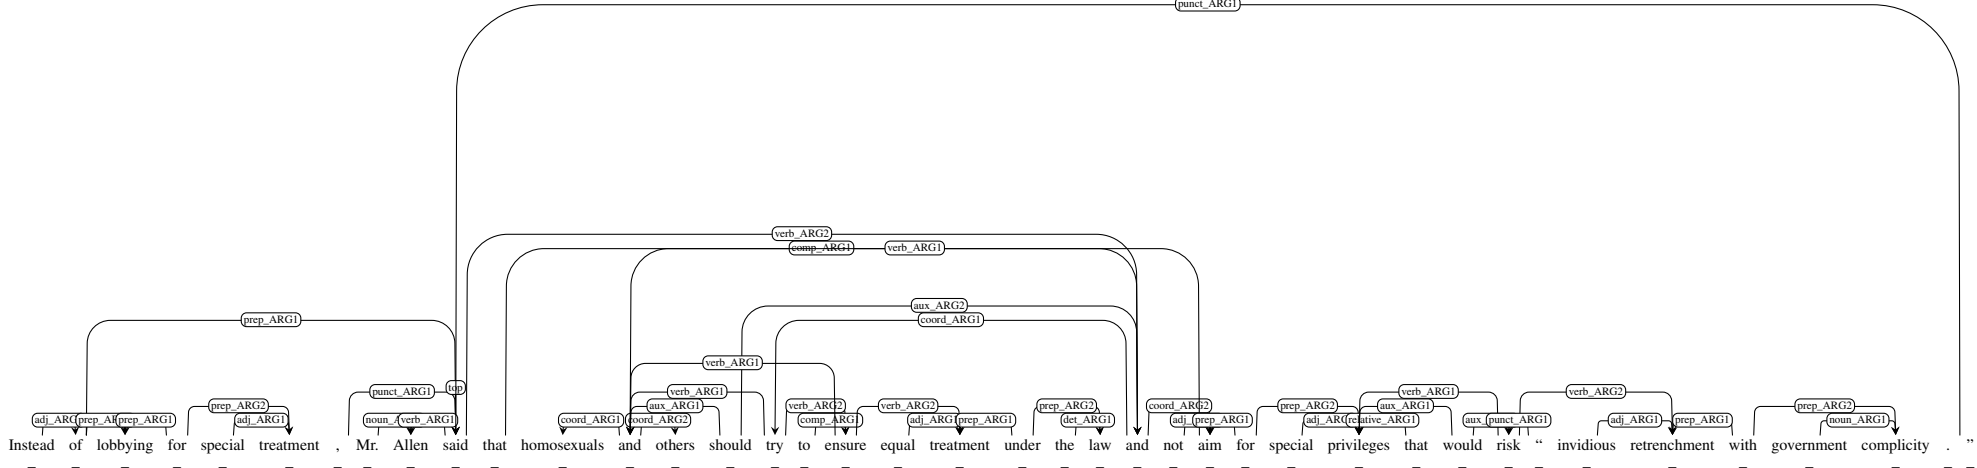 punct_ARG1
verb_ARG2
comp_ARG1 verb_ARG1
aux_ARG2
prep_ARG1 coord_ARG1
verb_ARG1
top
punct_ARG1 verb_ARG1 verb_ARG1 verb_ARG2
prep_ARG2 aux_ARG1 verb_ARG2 verb_ARG2 prep_ARG2 coord_ARG2 prep_ARG2 aux_ARG1 prep_ARG2
prep_ARG1 adj_ARG1 verb_ARG1 coord_ARG1 coord_ARG2 comp_ARG1 adj_ARG1 prep_ARG1 det_ARG1 prep_ARG1 relative_ARG1 punct_ARG1 adj_ARG1 prep_ARG1 noun_ARG1
Instead of lobbying for special treatment , Mr. Allen said that homosexuals and others should try to ensure equal treatment under the law and not aim for special privileges that would risk “ invidious retrenchment with government complicity . ”